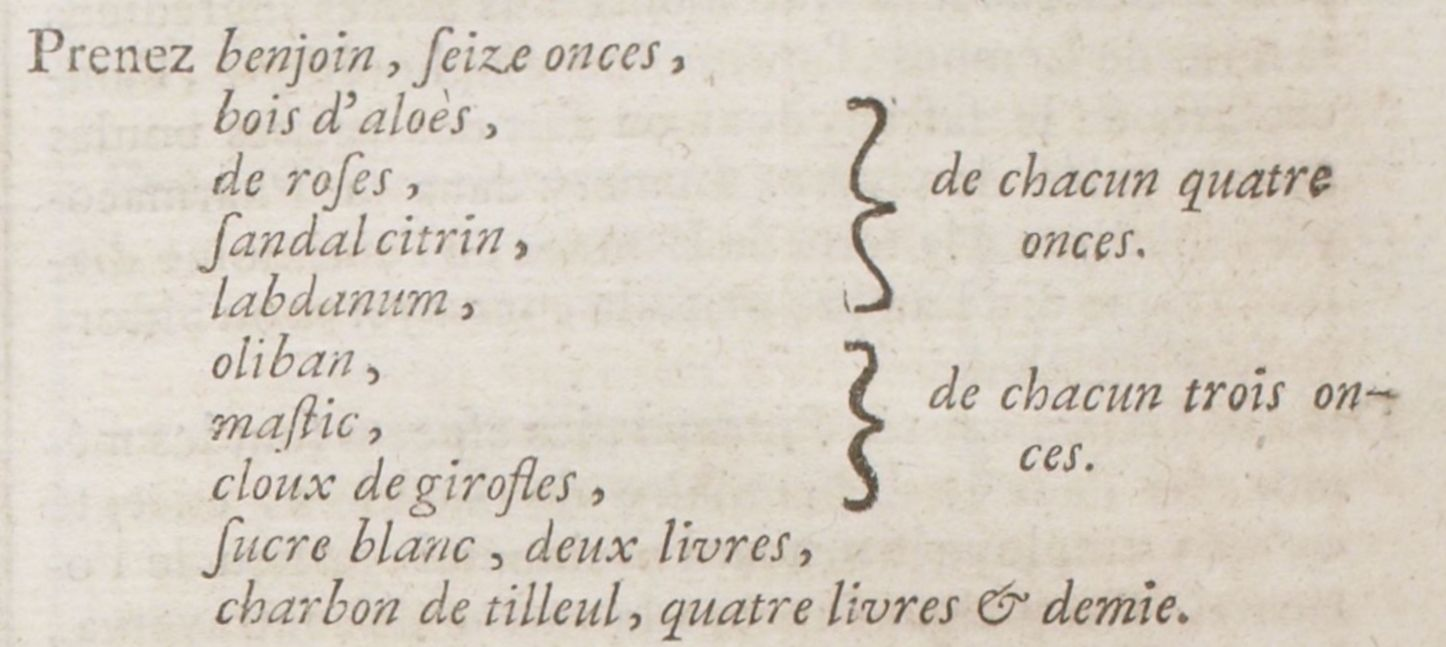 Prenez benjoin, ſeize onces,
bois d'aloès,
de roſes,
ſandal citrin,
labdanum,
de chacun quatre
onces.
oliban,
maſtic,
cloux de girofles,
de chacun trois on-
ces.
ſucre blanc, deux livres,
charbon de tilleul, quatre livres & demie.